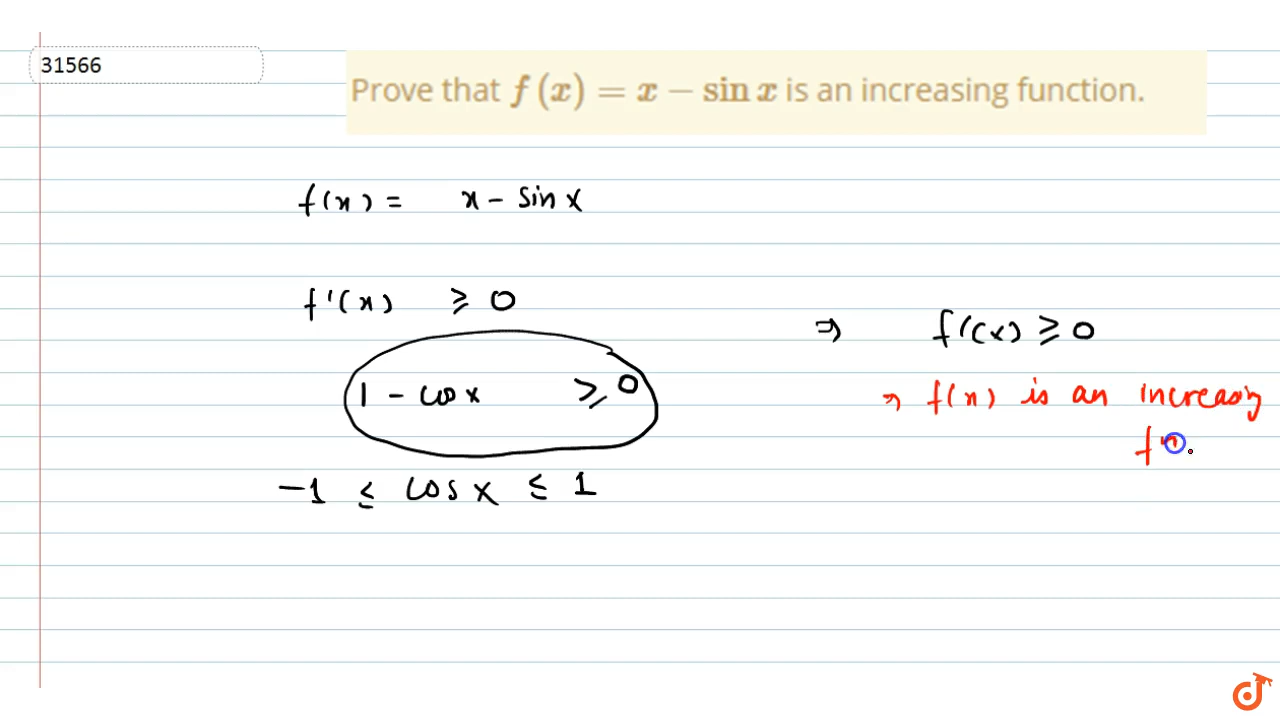 31566
Prove that f (x) = x − sin x is an increasing function.
f(x) = x - sin x
f'(x) ≥ 0
1 - cos x ≥ 0
-1 ≤ cos x ≤ 1
⇒ f'(x) ≥ 0
⇒ f(x) is an increasing
fn.